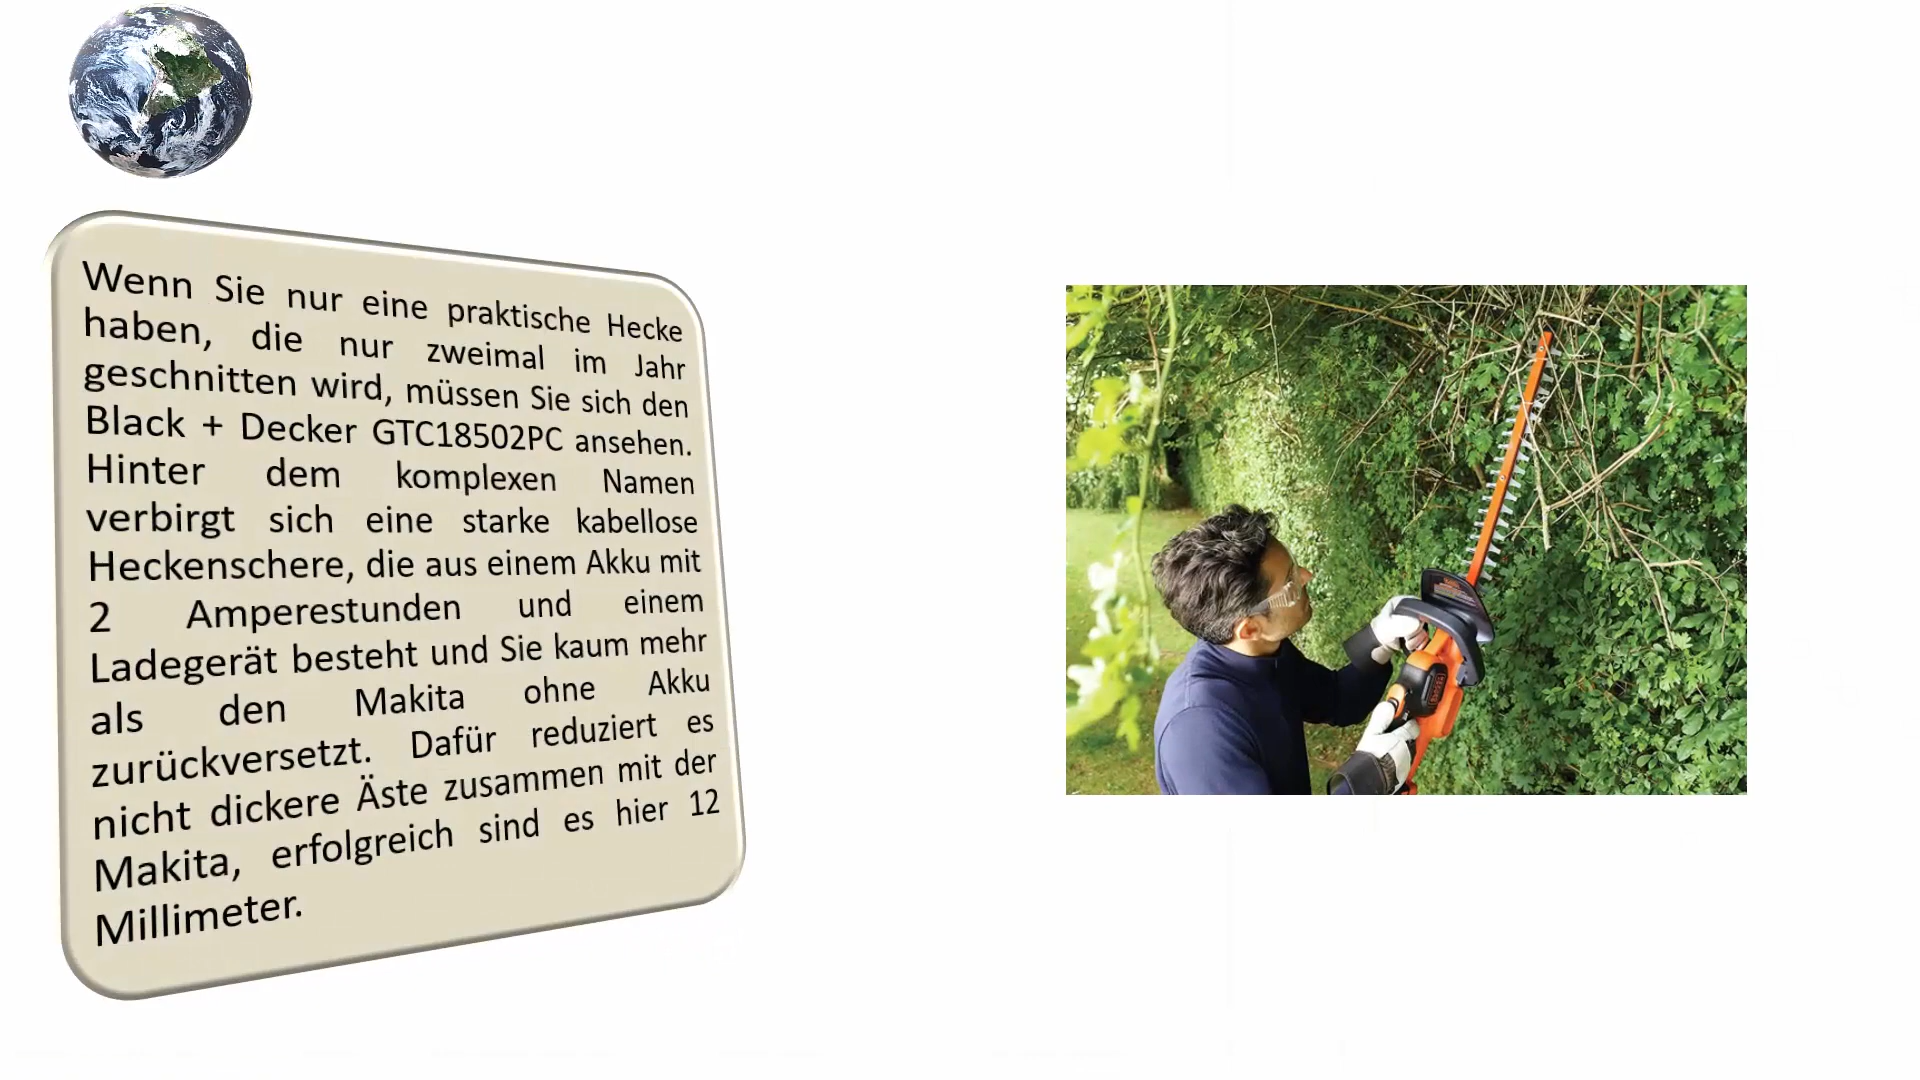 Wenn Sie nur eine praktische Hecke
haben, die nur zweimal im Jahr
geschnitten wird, müssen Sie sich den
Black + Decker GTC18502PC ansehen.
Hinter dem komplexen Namen
verbirgt sich eine starke kabellose
Heckenschere, die aus einem Akku mit
2 Amperestunden und einem
Ladegerät besteht und Sie kaum mehr
als den Makita ohne Akku
zurückversetzt. Dafür reduziert es
nicht dickere Äste zusammen mit der
Makita, erfolgreich sind es hier 12
Millimeter.